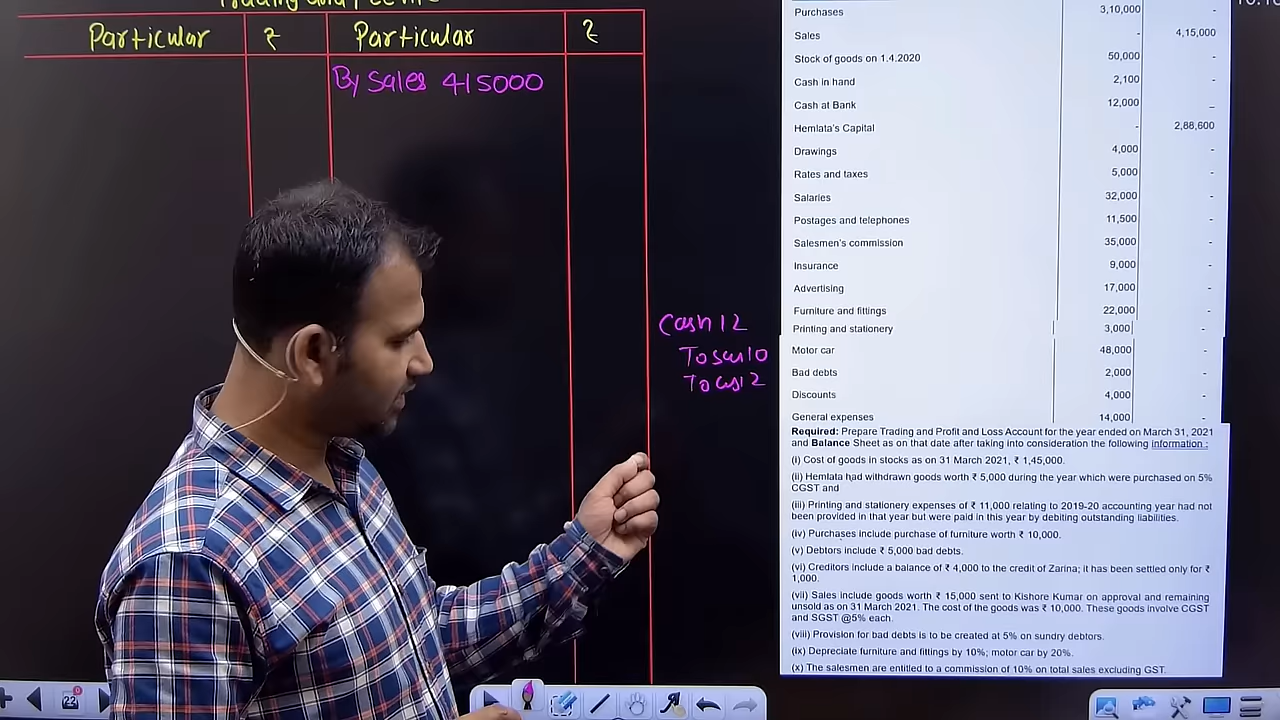 Particular ₹ Particular ₹
By Sales 415000
Cash 12
Purchases 3,10,000 -
Sales - 4,15,000
Stock of goods on 1.4.2020 50,000 -
Cash in hand 2,100 -
Cash at Bank 12,000 _
Hemlata's Capital - 2,88,600
Drawings 4,000 -
Rates and taxes 5,000 -
Salaries 32,000 -
Postages and telephones 11,500 -
Salesmen's commission 35,000 -
Insurance 9,000 -
Advertising 17,000 -
Furniture and fittings 22,000 -
Printing and stationery 3,000 -
Motor car 48,000 -
Bad debts 2,000 -
Discounts 4,000 -
General expenses 14,000 -
Required: Prepare Trading and Profit and Loss Account for the year ended on March 31, 2021
and Balance Sheet as on that date after taking into consideration the following information :
(i) Cost of goods in stocks as on 31 March 2021, ₹ 1,45,000.
(ii) Hemlata had withdrawn goods worth ₹ 5,000 during the year which were purchased on 5%
CGST and
(iii) Printing and stationery expenses of ₹ 11,000 relating to 2019-20 accounting year had not
been provided in that year but were paid in this year by debiting outstanding liabilities.
(iv) Purchases include purchase of furniture worth ₹ 10,000.
(v) Debtors include ₹ 5,000 bad debts.
(vi) Creditors include a balance of ₹ 4,000 to the credit of Zarina; it has been settled only for ₹
1,000.
(vii) Sales include goods worth ₹ 15,000 sent to Kishore Kumar on approval and remaining
unsold as on 31 March 2021. The cost of the goods was ₹ 10,000. These goods involve CGST
and SGST @5% each.
(viii) Provision for bad debts is to be created at 5% on sundry debtors.
(ix) Depreciate furniture and fittings by 10%; motor car by 20%.
(x) The salesmen are entitled to a commission of 10% on total sales excluding GST.
22